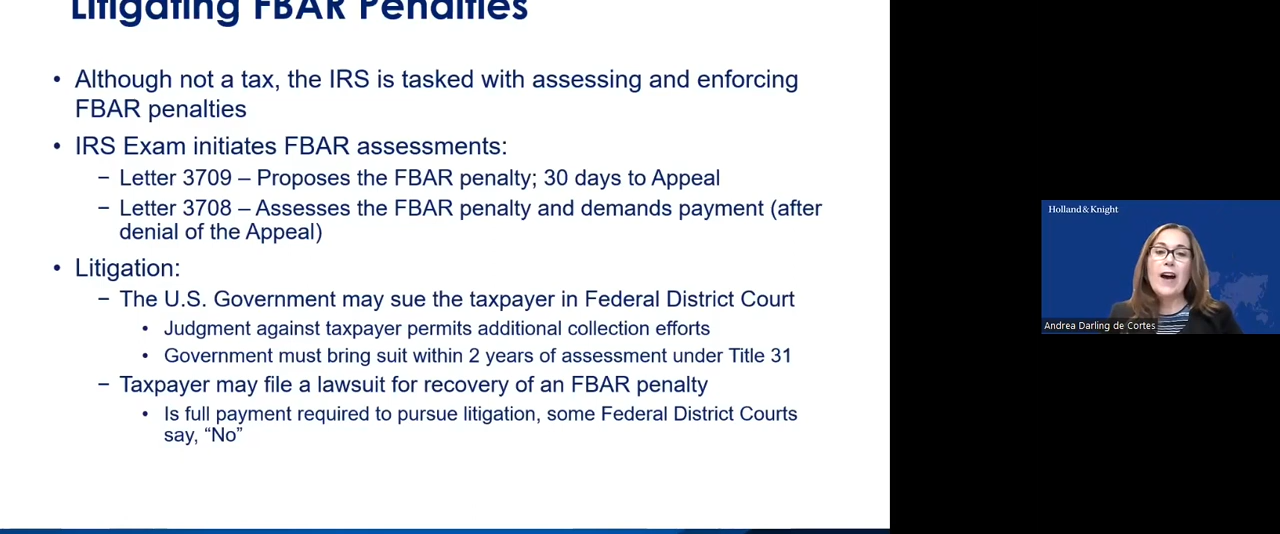 Litigating FBAR Penalties
• Although not a tax, the IRS is tasked with assessing and enforcing
FBAR penalties
• IRS Exam initiates FBAR assessments:
− Letter 3709 – Proposes the FBAR penalty; 30 days to Appeal
− Letter 3708 – Assesses the FBAR penalty and demands payment (after
denial of the Appeal)
• Litigation:
− The U.S. Government may sue the taxpayer in Federal District Court
• Judgment against taxpayer permits additional collection efforts
• Government must bring suit within 2 years of assessment under Title 31
− Taxpayer may file a lawsuit for recovery of an FBAR penalty
• Is full payment required to pursue litigation, some Federal District Courts
say, “No”
Holland & Knight
Andrea Darling de Cortes